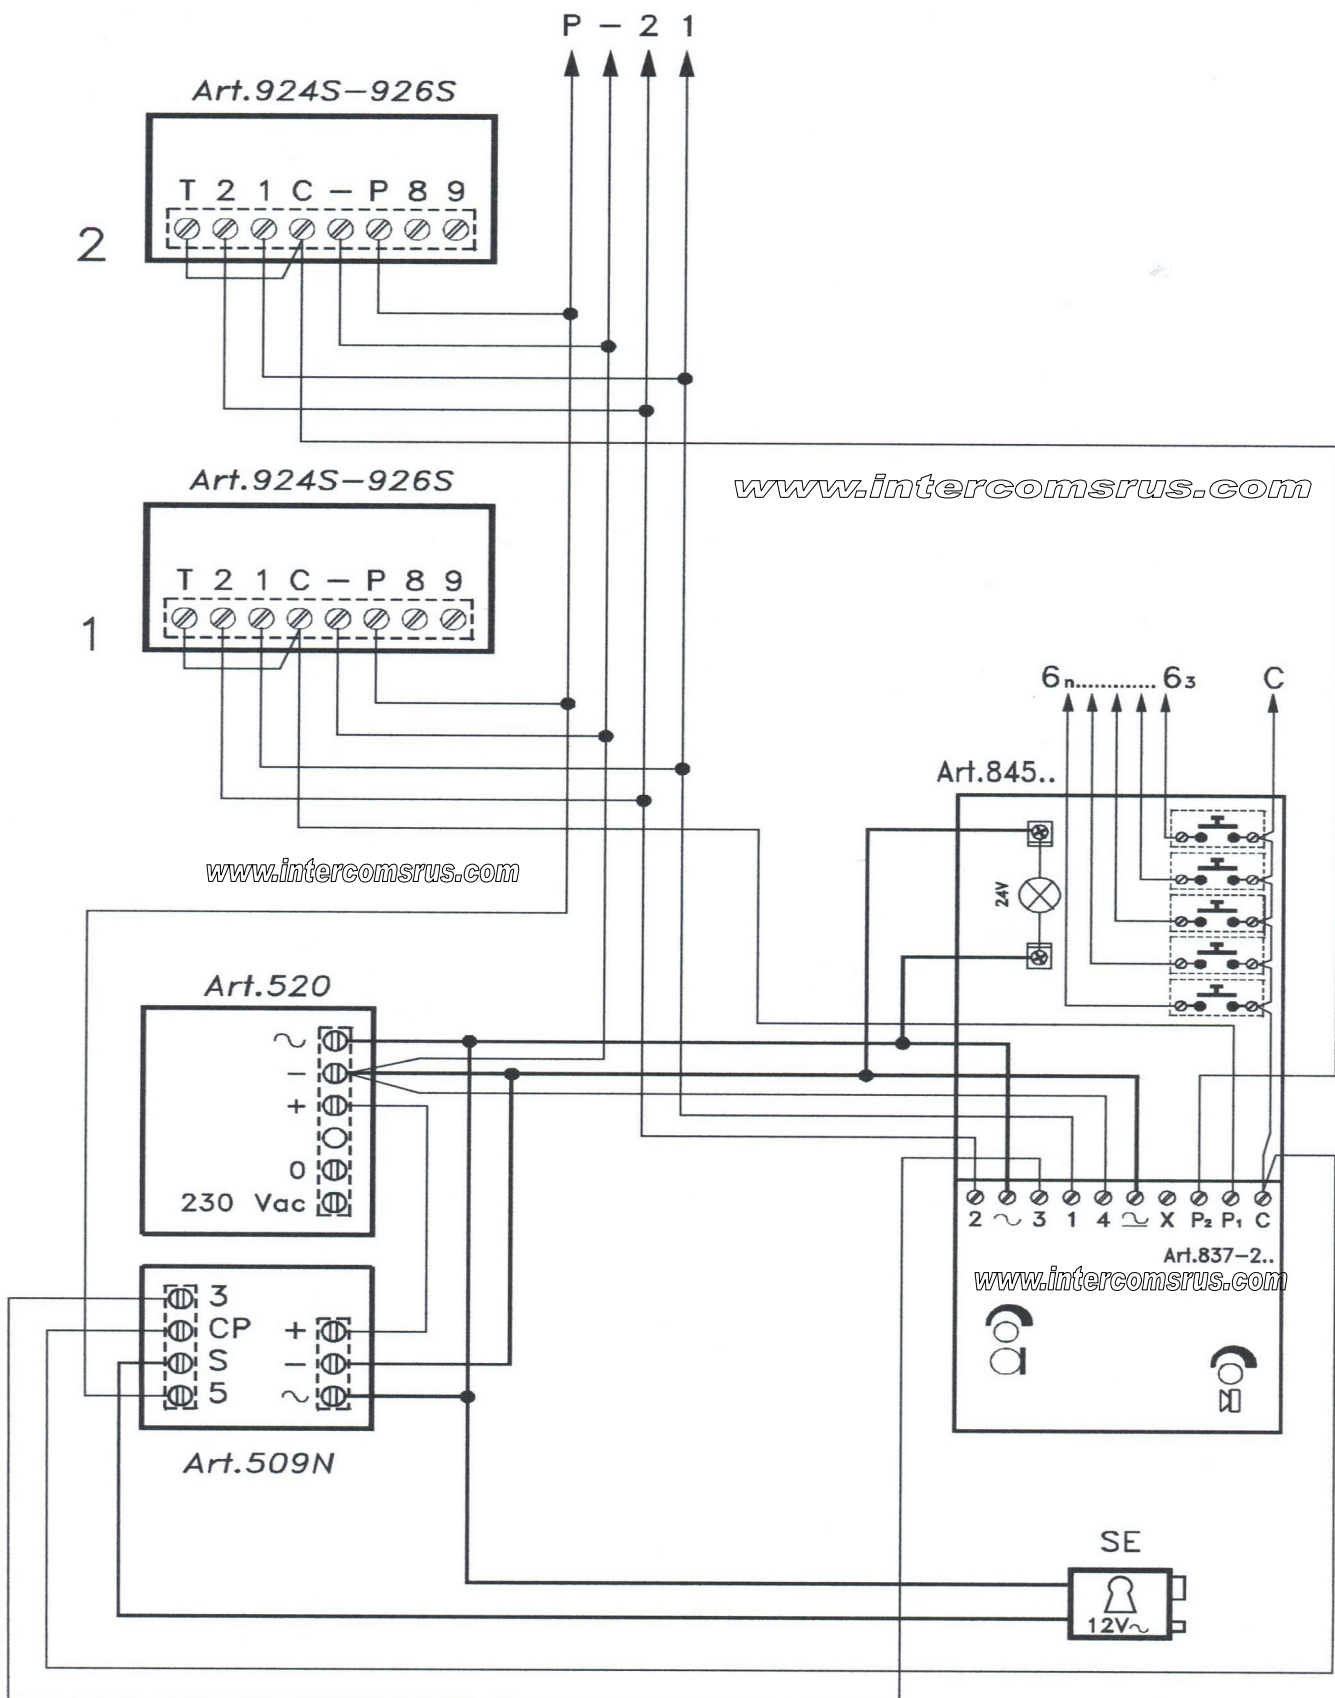 P – 2 1
Art.924S–926S
T 2 1 C – P 8 9
2
Art.924S–926S
www.intercomsrus.com
T 2 1 C – P 8 9
1
6n............. 63 C
Art.845..
24V
www.intercomsrus.com
Art.520
~
–
+
0
230 Vac
2 ~ 3 1 4 ≃ X P2 P1 C
Art.837–2..
www.intercomsrus.com
3
CP +
S –
5 ~
Art.509N
SE
12V~